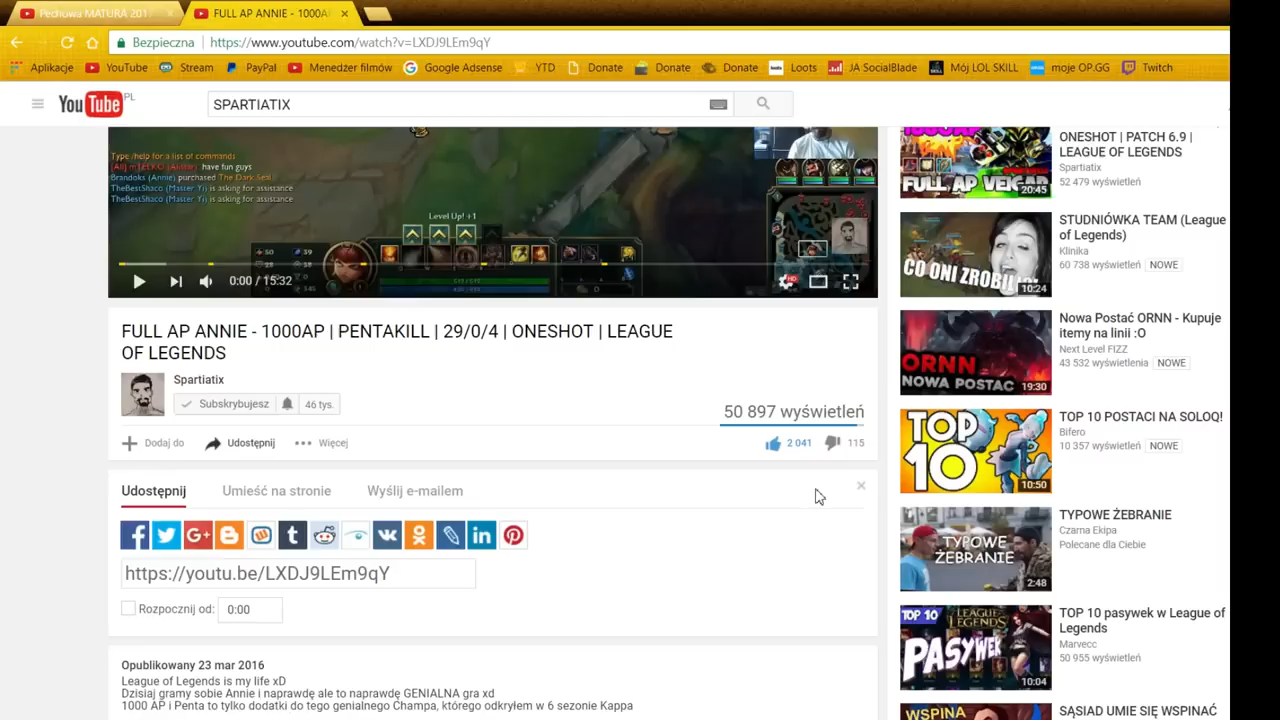 Pechowa MATURA 201
FULL AP ANNIE - 1000A
Bezpieczna
https://www.youtube.com/watch?v=LXDJ9LEm9qY
Aplikacje
YouTube
Stream
PayPal
Menedżer filmów
Google Adsense
YTD
Donate
Donate
Donate
Loots
JA SocialBlade
Mój LOL SKILL
moje OP.GG
Twitch
YouTube PL
SPARTIATIX
Type /help for a list of commands
have fun guys
Brandoks (Annie) purchased The Dark Seal
TheBestShaco (Master Yi) is asking for assistance
TheBestShaco (Master Yi) is asking for assistance
Level Up! +1
0:00 / 15:32
HD
FULL AP ANNIE - 1000AP | PENTAKILL | 29/0/4 | ONESHOT | LEAGUE
OF LEGENDS
Spartiatix
Subskrybujesz
46 tys.
50 897 wyświetleń
Dodaj do
Udostępnij
Więcej
2 041
115
Udostępnij
Umieść na stronie
Wyślij e-mailem
https://youtu.be/LXDJ9LEm9qY
Rozpocznij od:
0:00
Opublikowany 23 mar 2016
League of Legends is my life xD
Dzisiaj gramy sobie Annie i naprawdę ale to naprawdę GENIALNA gra xd
1000 AP i Penta to tylko dodatki do tego genialnego Champa, którego odkryłem w 6 sezonie Kappa
FULL AP VEIGAR
20:45
ONESHOT | PATCH 6.9 |
LEAGUE OF LEGENDS
Spartiatix
52 479 wyświetleń
CO ONI ZROBILI
10:24
STUDNIÓWKA TEAM (League
of Legends)
Klinika
60 738 wyświetleń
NOWE
ORNN
NOWA POSTAĆ
19:30
Nowa Postać ORNN - Kupuje
itemy na linii :O
Next Level FIZZ
43 532 wyświetlenia
NOWE
TOP
10
10:50
TOP 10 POSTACI NA SOLOQ!
Bifero
10 357 wyświetleń
NOWE
TYPOWE
ŻEBRANIE
2:48
TYPOWE ŻEBRANIE
Czarna Ekipa
Polecane dla Ciebie
TOP 10
LEAGUE OF LEGENDS
PASYWEK
10:04
TOP 10 pasywek w League of
Legends
Marvecc
50 955 wyświetleń
WSPINA
SĄSIAD UMIE SIĘ WSPINAĆ